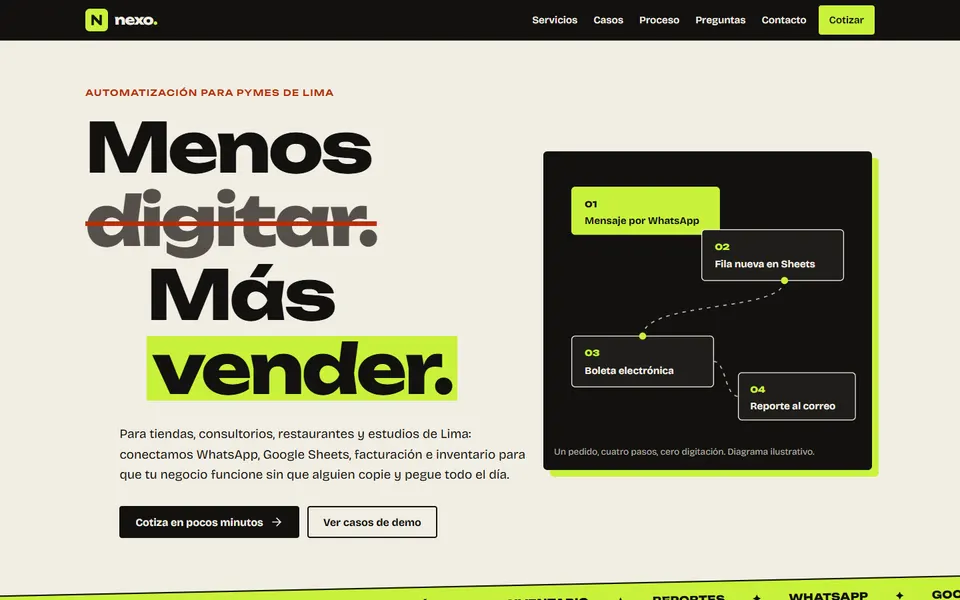 N nexo.
Servicios Casos Proceso Preguntas Contacto Cotizar
AUTOMATIZACIÓN PARA PYMES DE LIMA
Menos
digitar.
Más
vender.
Para tiendas, consultorios, restaurantes y estudios de Lima:
conectamos WhatsApp, Google Sheets, facturación e inventario para
que tu negocio funcione sin que alguien copie y pegue todo el día.
Cotiza en pocos minutos →
Ver casos de demo
01
Mensaje por WhatsApp
02
Fila nueva en Sheets
03
Boleta electrónica
04
Reporte al correo
Un pedido, cuatro pasos, cero digitación. Diagrama ilustrativo.
REPORTES ✦ WHATSAPP ✦